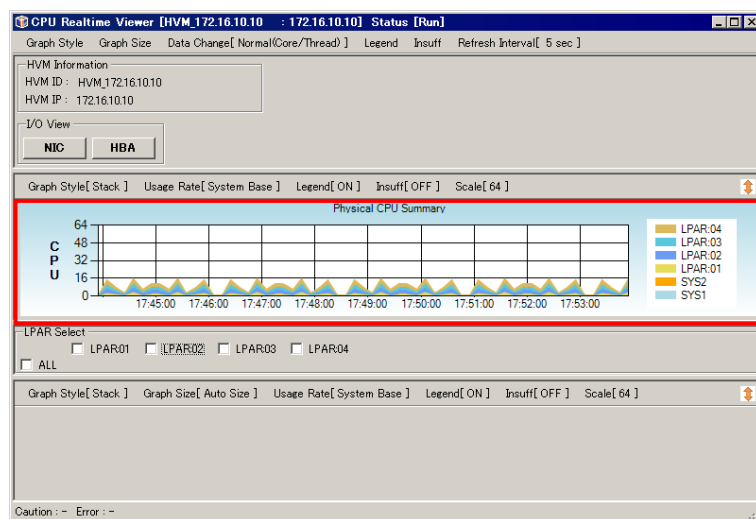 CPU Realtime Viewer [HVM_172.16.10.10 : 172.16.10.10] Status [Run]
Graph Style Graph Size Data Change[ Normal(Core/Thread) ] Legend Insuff Refresh Interval[ 5 sec ]
HVM Information
HVM ID : HVM_172.16.10.10
HVM IP : 172.16.10.10
I/O View
NIC HBA
Graph Style[ Stack ] Usage Rate[ System Base ] Legend[ ON ] Insuff[ OFF ] Scale[ 64 ]
Physical CPU Summary
CPU
64
48
32
16
0
17:45:00 17:46:00 17:47:00 17:48:00 17:49:00 17:50:00 17:51:00 17:52:00 17:53:00
LPAR:04
LPAR:03
LPAR:02
LPAR:01
SYS2
SYS1
LPAR Select
LPAR01 LPAR02 LPAR03 LPAR04
ALL
Graph Style[ Stack ] Graph Size[ Auto Size ] Usage Rate[ System Base ] Legend[ ON ] Insuff[ OFF ] Scale[ 64 ]
Caution : - Error : -